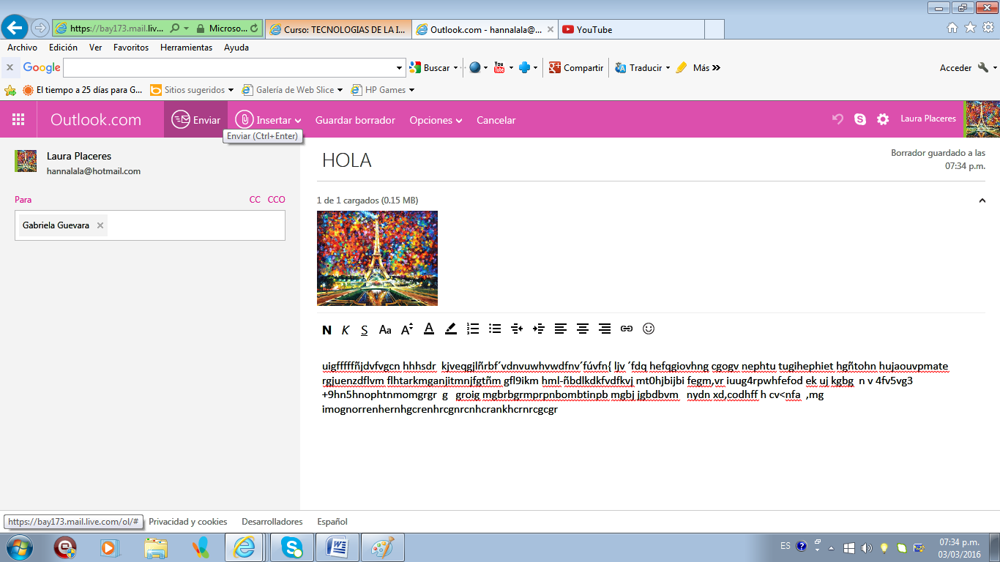 https://bay173.mail.liv...
Microso...
Curso: TECNOLOGIAS DE LA I...
Outlook.com - hannalala@...
YouTube
Archivo Edición Ver Favoritos Herramientas Ayuda
x Google Buscar You Tube Compartir Traducir Más Acceder
El tiempo a 25 días para G... Sitios sugeridos Galería de Web Slice HP Games
Outlook.com Enviar Insertar Guardar borrador Opciones Cancelar Laura Placeres
Enviar (Ctrl+Enter)
Laura Placeres
hannalala@hotmail.com
Para CC CCO
Gabriela Guevara
HOLA
Borrador guardado a las
07:34 p.m.
1 de 1 cargados (0.15 MB)
N K S Aa A A
uigfffffñjdvfvgcn hhhsdr kjveqgjlñrbf´vdnvuwhvwdfnv´fúvfn{ ljv ´fdq hefqgiovhng cgogv nephtu tugihephiet hgñtohn hujaouvpmate
rgjuenzdflvm flhtarkmganjitmnjfgtñm gfl9ikm hml-ñbdlkdkfvdfkvj mt0hjbijbi fegm,vr iuug4rpwhfefod ek uj kgbg n v 4fv5vg3
+9hn5hnophtnmomgrgr g groig mgbrbgrmprpnbombtinpb mgbj jgbdbvm nydn xd,codhff h cv<nfa ,mg
imognorrenhernhgcrenhrcgnrcnhcrankhcrnrcgcgr
https://bay173.mail.live.com/ol/#
Privacidad y cookies Desarrolladores Español
ES 07:34 p.m.
03/03/2016